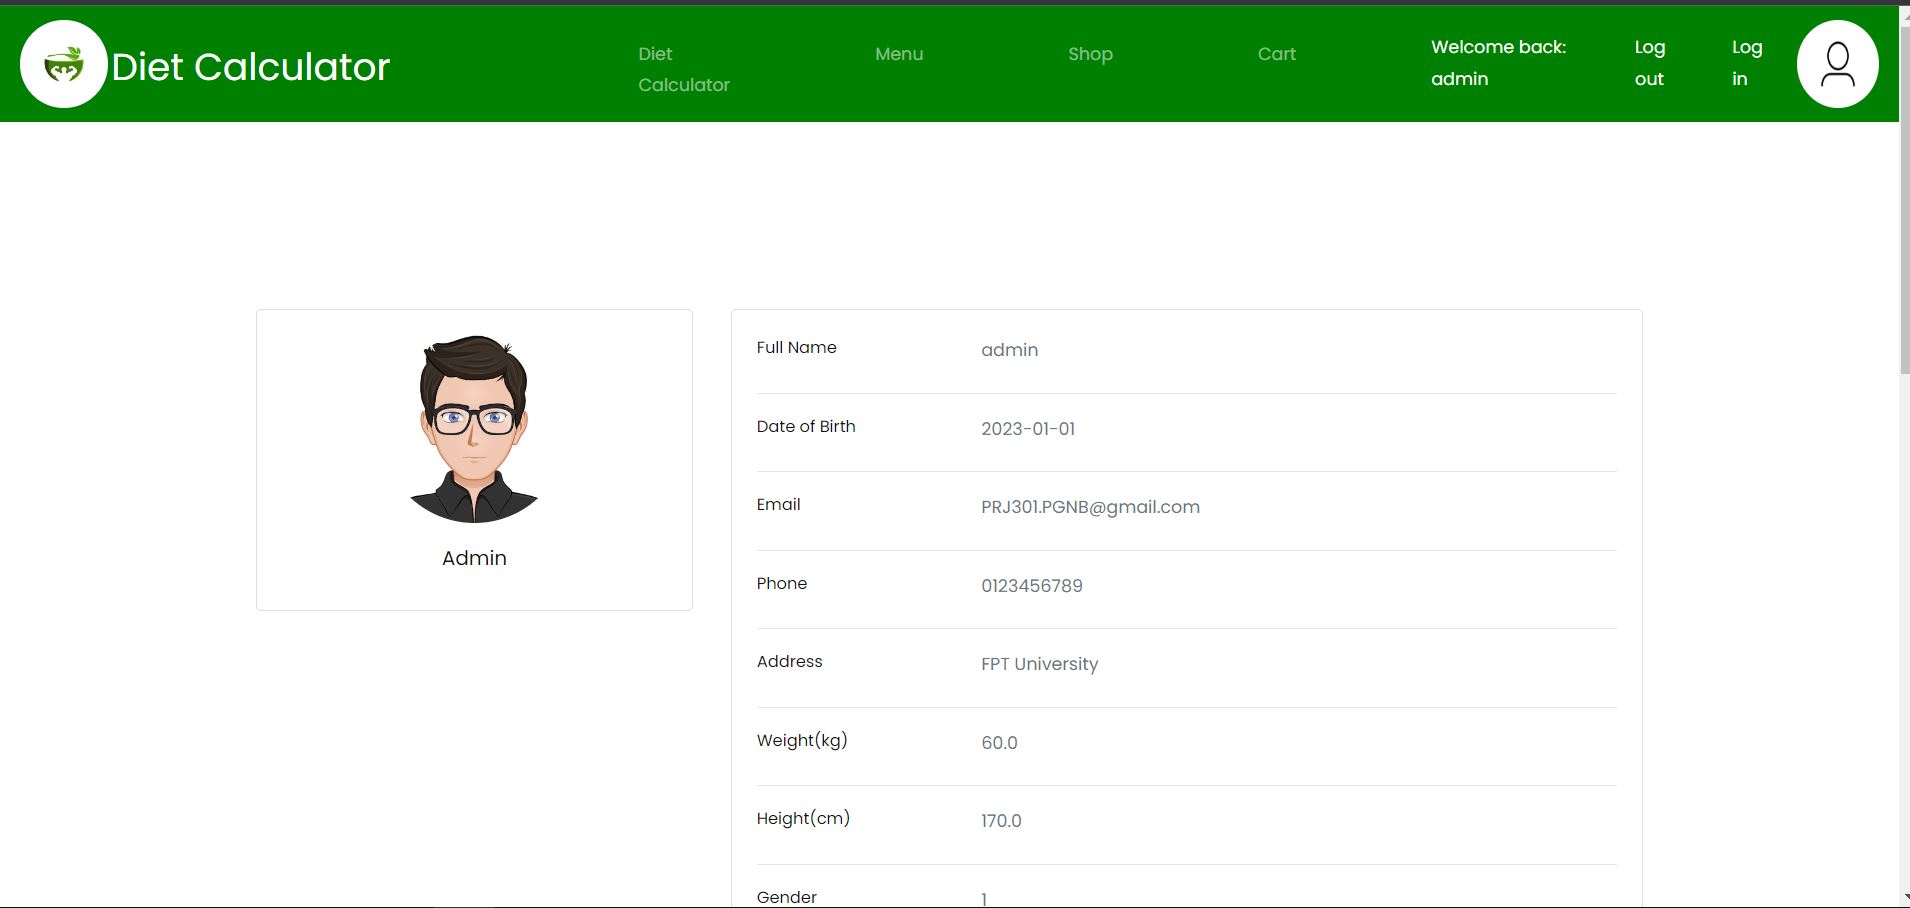 Diet Calculator
Diet
Calculator
Menu
Shop
Cart
Welcome back:
admin
Log
out
Log
in
Admin
Full Name admin
Date of Birth 2023-01-01
Email PRJ301.PGNB@gmail.com
Phone 0123456789
Address FPT University
Weight(kg) 60.0
Height(cm) 170.0
Gender 1